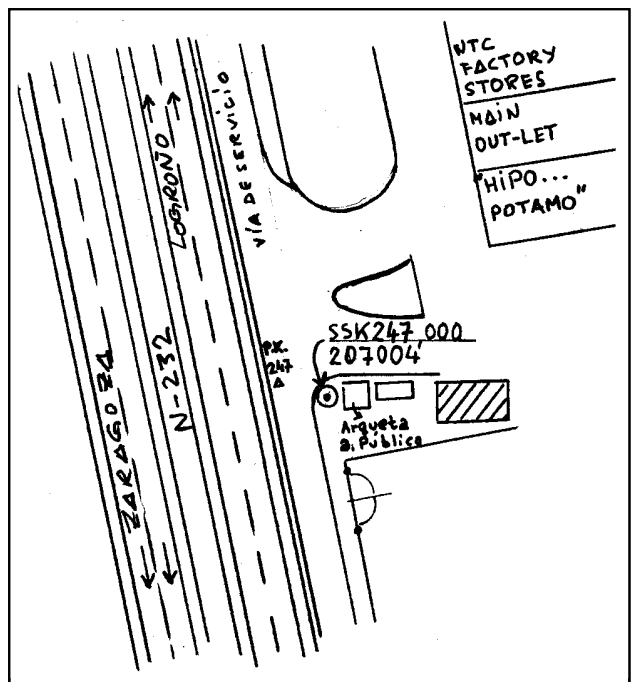 NTC
FACTORY
STORES
MAIN
OUT-LET
"HIPO...
POTAMO"
VÍA DE SERVICIO
LOGROÑO
N-232
ZARAGOZA
P.K.
247
SSK247,000
207004
Arqueta
a. Pública